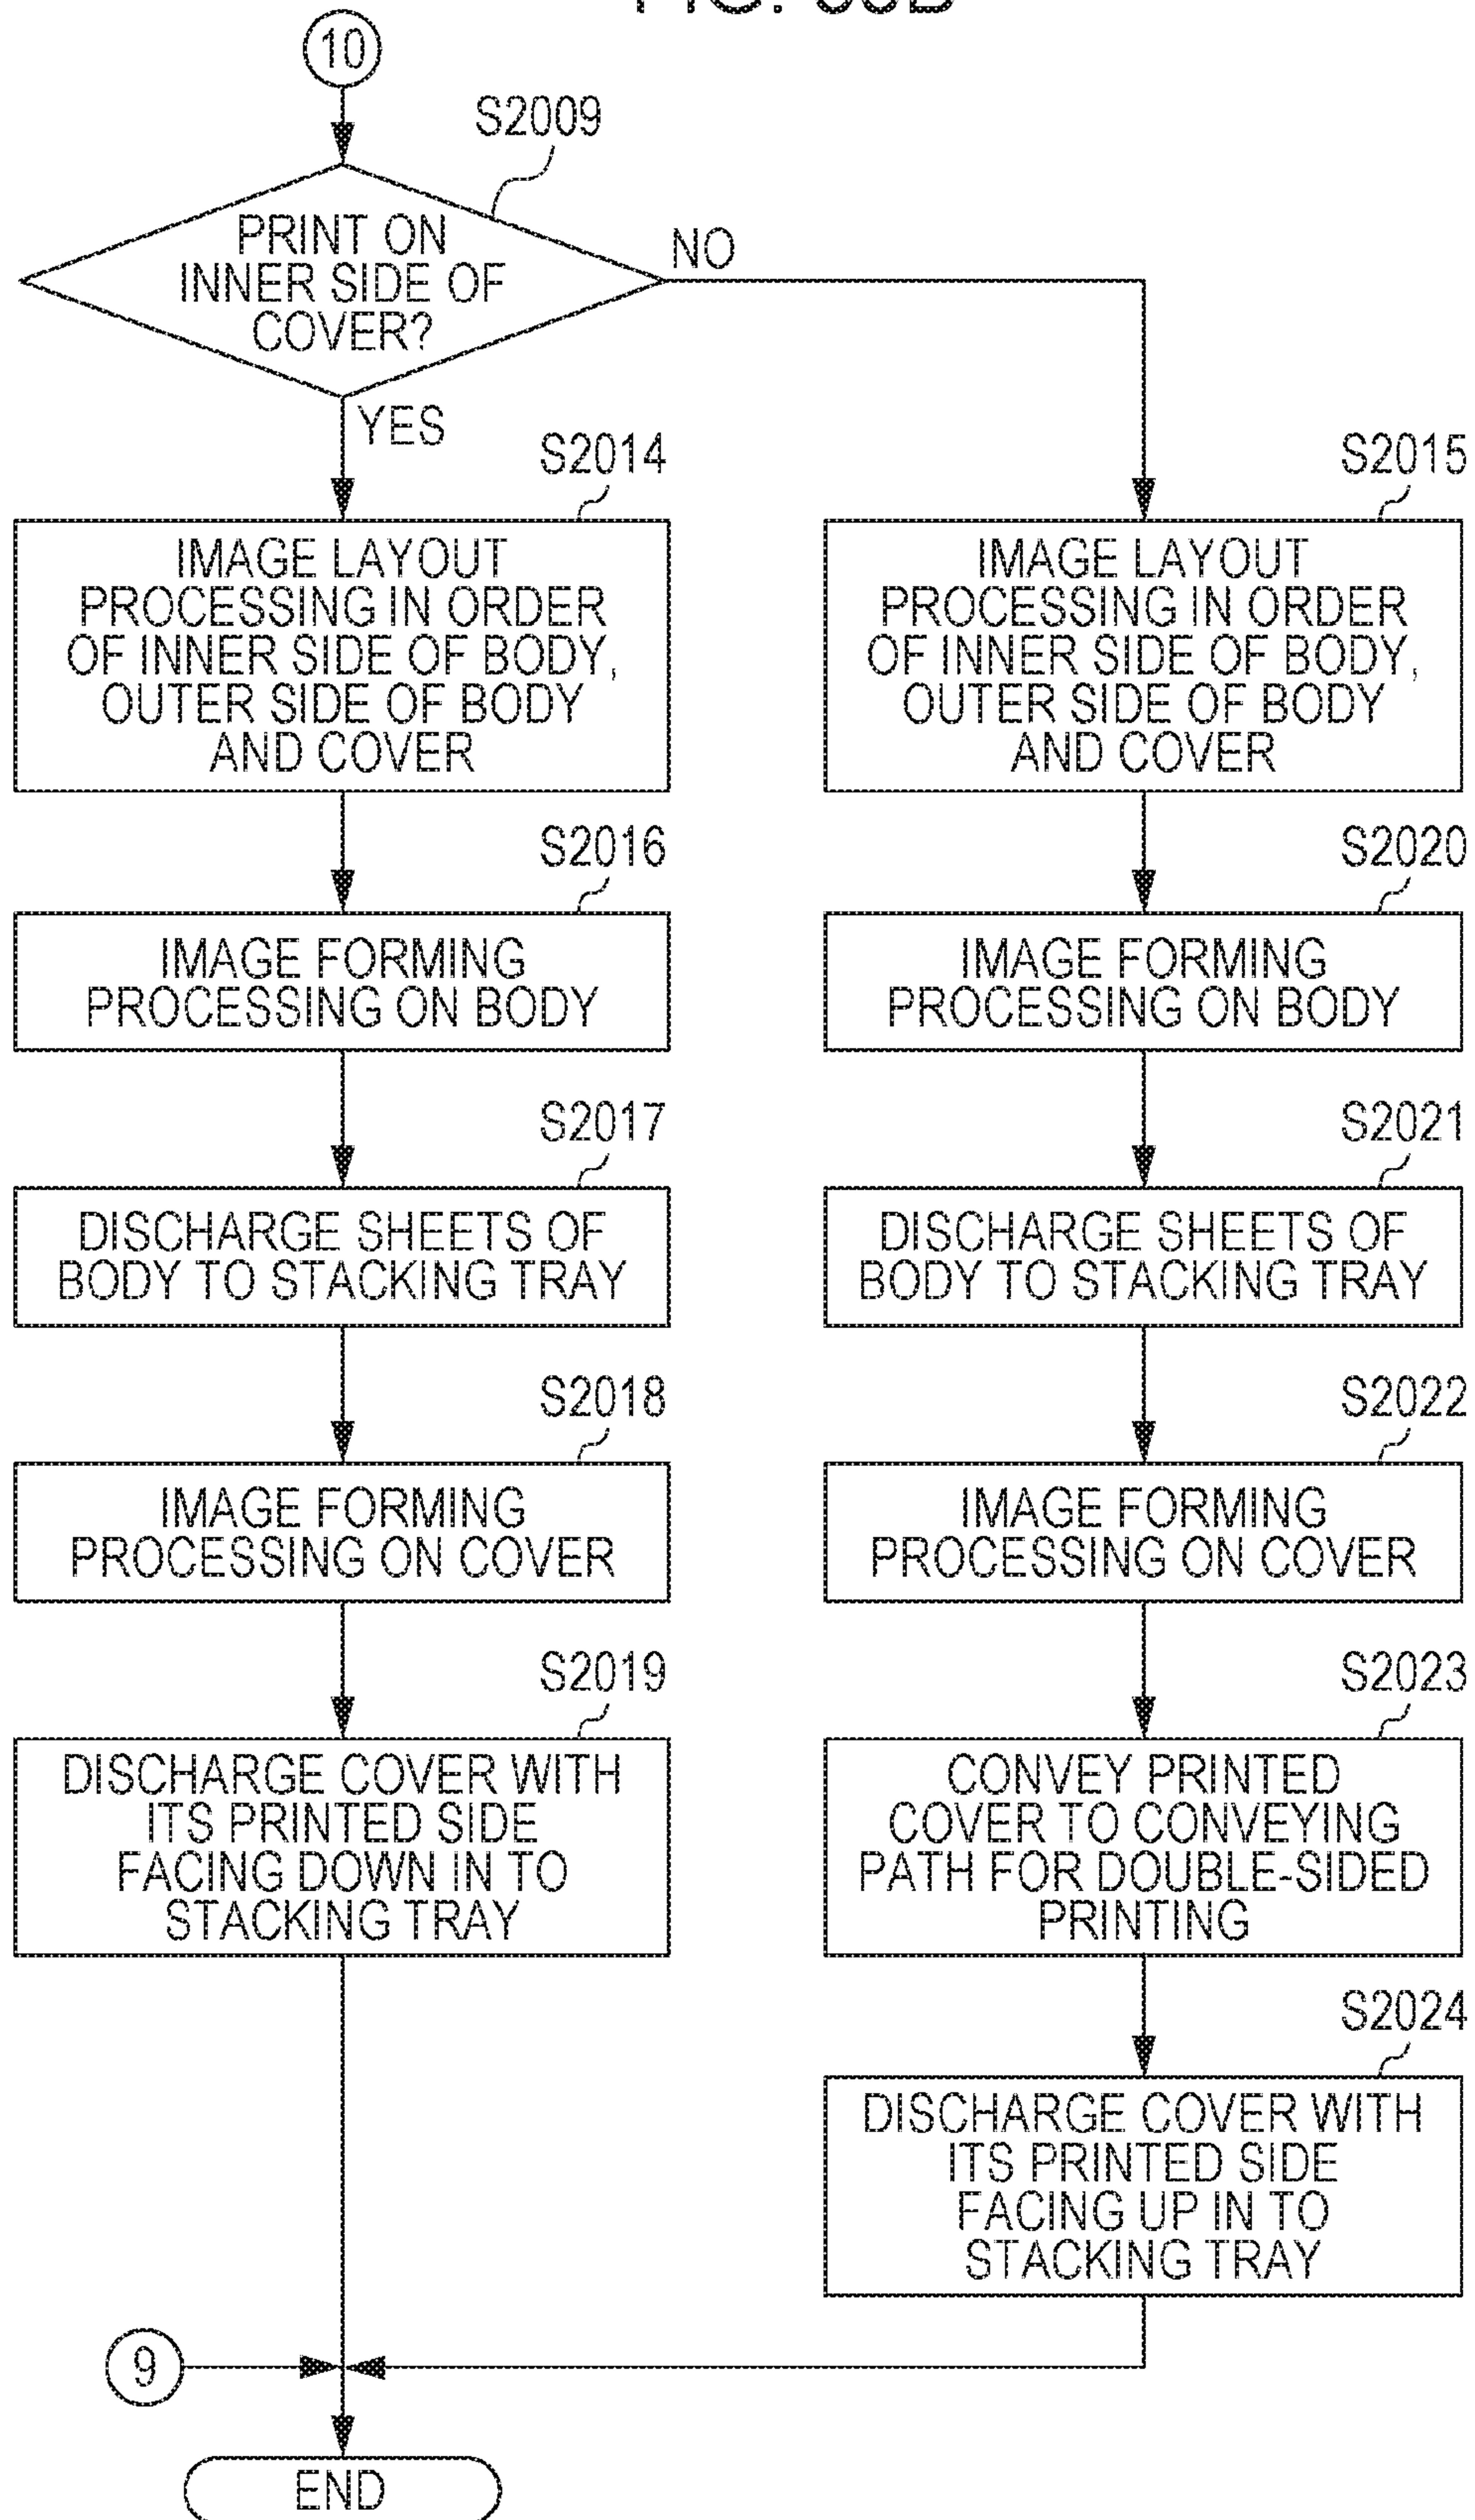 10
S2009
PRINT ON
INNER SIDE OF
COVER?
NO
YES
S2014
IMAGE LAYOUT
PROCESSING IN ORDER
OF INNER SIDE OF BODY,
OUTER SIDE OF BODY
AND COVER
S2015
IMAGE LAYOUT
PROCESSING IN ORDER
OF INNER SIDE OF BODY,
OUTER SIDE OF BODY
AND COVER
S2016
IMAGE FORMING
PROCESSING ON BODY
S2020
IMAGE FORMING
PROCESSING ON BODY
S2017
DISCHARGE SHEETS OF
BODY TO STACKING TRAY
S2021
DISCHARGE SHEETS OF
BODY TO STACKING TRAY
S2018
IMAGE FORMING
PROCESSING ON COVER
S2022
IMAGE FORMING
PROCESSING ON COVER
S2019
DISCHARGE COVER WITH
ITS PRINTED SIDE
FACING DOWN IN TO
STACKING TRAY
S2023
CONVEY PRINTED
COVER TO CONVEYING
PATH FOR DOUBLE-SIDED
PRINTING
S2024
DISCHARGE COVER WITH
ITS PRINTED SIDE
FACING UP IN TO
STACKING TRAY
9
END